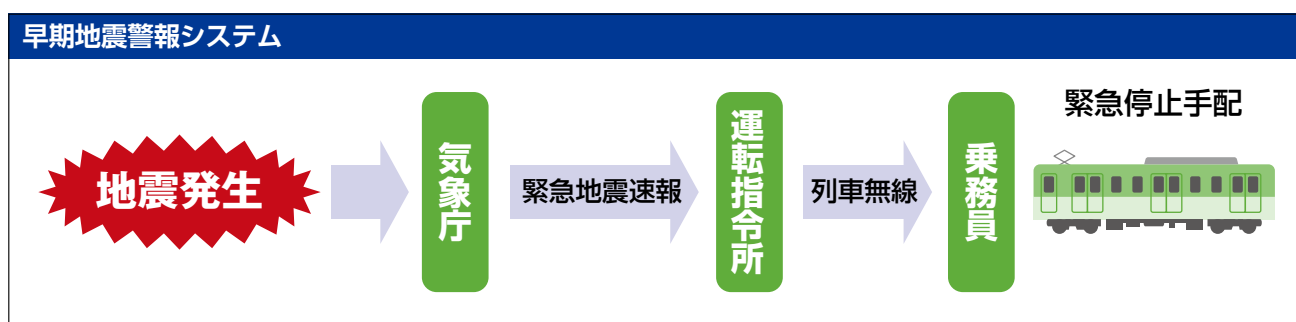 早期地震警報システム
地震発生
気象庁
緊急地震速報
運転指令所
列車無線
乗務員
緊急停止手配